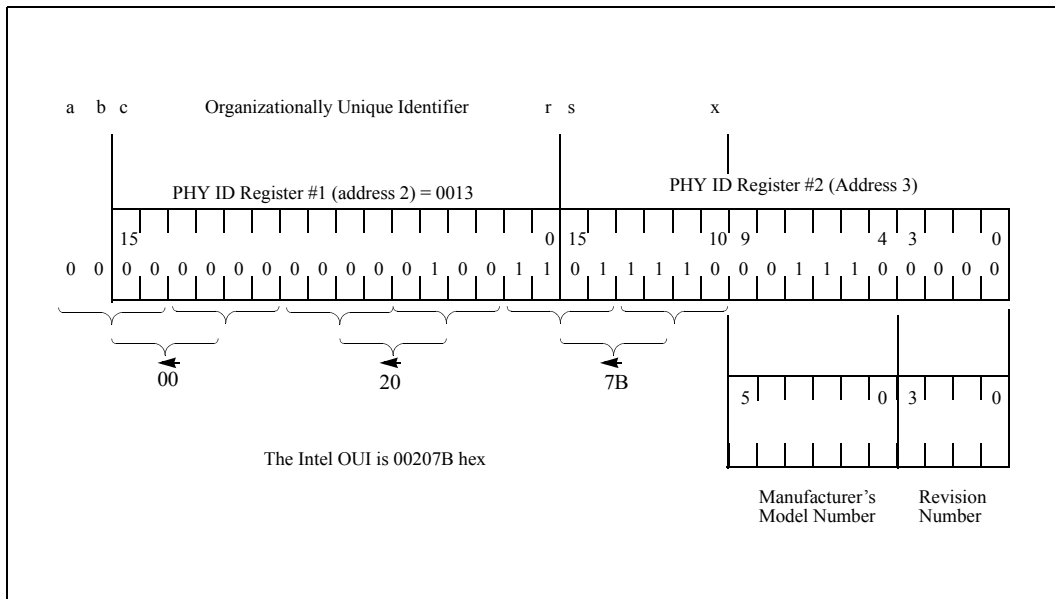 a b c Organizationally Unique Identifier r s x
PHY ID Register #1 (address 2) = 0013 PHY ID Register #2 (Address 3)
15 0 15 10 9 4 3 0
0 0 0 0 0 0 0 0 0 0 0 0 0 1 0 0 1 1 0 1 1 1 1 0 0 0 1 1 1 0 0 0 0 0
00 20 7B
5 0 3 0
The Intel OUI is 00207B hex
Manufacturer’s Revision
Model Number Number